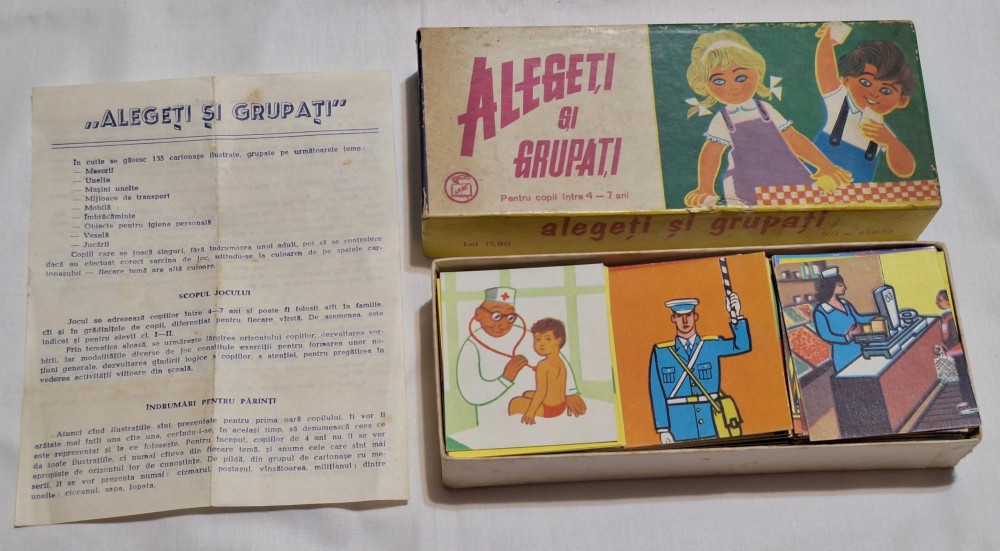 „ALEGEȚI ȘI GRUPAȚI"
În cutie se găsesc 135 cartonașe ilustrate, grupate pe următoarele teme:
— Meserii
— Unelte
— Mașini unelte
— Mijloace de transport
— Mobilă
— Îmbrăcăminte
— Obiecte pentru igiena personală
— Veselă
— Jucării
Copiii care se joacă singuri, fără îndrumarea unui adult, pot să se controleze
dacă au efectuat corect sarcina de joc, uitîndu-se la culoarea de pe spatele car-
tonașului — fiecare temă are altă culoare.
SCOPUL JOCULUI
Jocul se adresează copiilor între 4—7 ani și poate fi folosit atît în familie,
cît și în grădinițele de copii, diferențiat pentru fiecare vîrstă. De asemenea, este
indicat și pentru elevii cl. I—II.
Prin tematica aleasă, se urmărește lărgirea orizontului copiilor, dezvoltarea vor-
birii, iar modalitățile diverse de joc constituie exerciții pentru formarea unor no-
țiuni generale, dezvoltarea gîndirii logice a copiilor, a atenției, pentru pregătirea în
vederea activității viitoare din școală.
ÎNDRUMĂRI PENTRU PĂRINȚI
Atunci cînd ilustrațiile sînt prezentate pentru prima oară copilului, îi vor fi
arătate mai întîi una cîte una, cerîndu-i-se, în același timp, să denumească ceea ce
este reprezentat și la ce folosește. Pentru început, copiilor de 4 ani nu li se vor
da toate ilustrațiile, ci numai cîteva din fiecare temă, și anume cele care sînt mai
apropiate de orizontul lor de cunoștințe. De pildă, din grupul de cartonașe cu me-
serii, li se vor prezenta numai: cizmarul, poștașul, vînzătoarea, milițianul; dintre
unelte: ciocanul, sapa, lopata.
ALEGEȚI
ȘI
GRUPAȚI
Pentru copii între 4—7 ani
alegeți și grupați
Lei 15,90